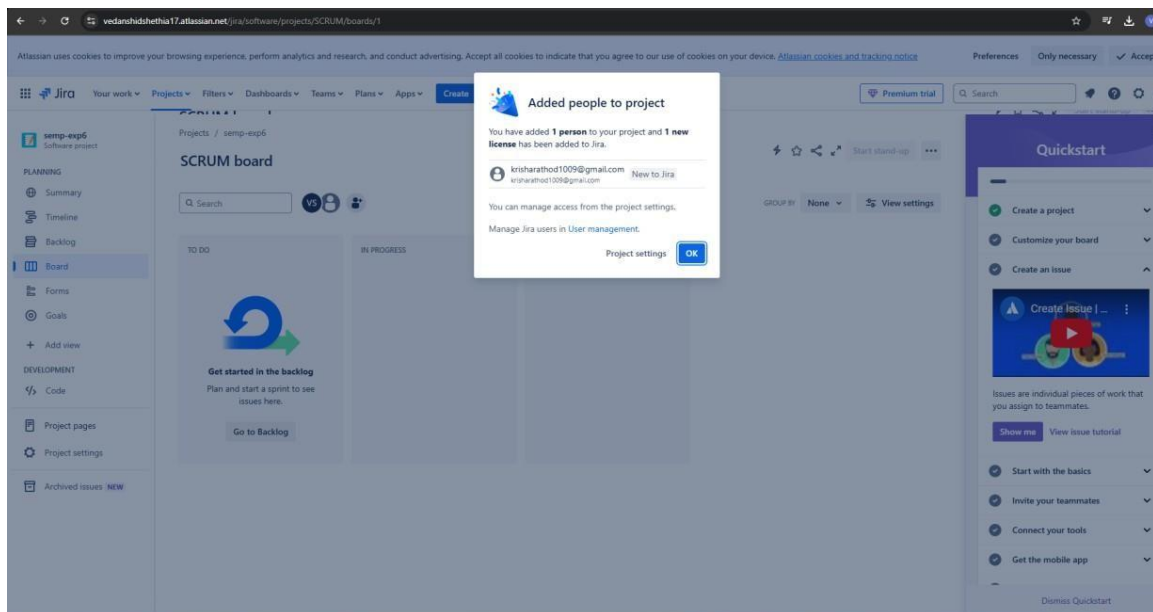 vedanshidshethia17.atlassian.net/jira/software/projects/SCRUM/boards/1
Atlassian uses cookies to improve your browsing experience, perform analytics and research, and conduct advertising. Accept all cookies to indicate that you agree to our use of cookies on your device. Atlassian cookies and tracking notice
Preferences
Only necessary
Accep
Jira
Your work
Projects
Filters
Dashboards
Teams
Plans
Apps
Create
Premium trial
Search
semp-exp6
Software project
PLANNING
Summary
Timeline
Backlog
Board
Forms
Goals
Add view
DEVELOPMENT
Code
Project pages
Project settings
Archived issues NEW
Projects / semp-exp6
SCRUM board
Start stand-up
Search
VS
GROUP BY
None
View settings
TO DO
IN PROGRESS
Get started in the backlog
Plan and start a sprint to see
issues here.
Go to Backlog
Added people to project
You have added 1 person to your project and 1 new
license has been added to Jira.
krisharathod1009@gmail.com
krisharathod1009@gmail.com
New to Jira
You can manage access from the project settings.
Manage Jira users in User management.
Project settings
OK
Quickstart
Create a project
Customize your board
Create an issue
Create Issue | ...
Issues are individual pieces of work that
you assign to teammates.
Show me
View issue tutorial
Start with the basics
Invite your teammates
Connect your tools
Get the mobile app
Dismiss Quickstart